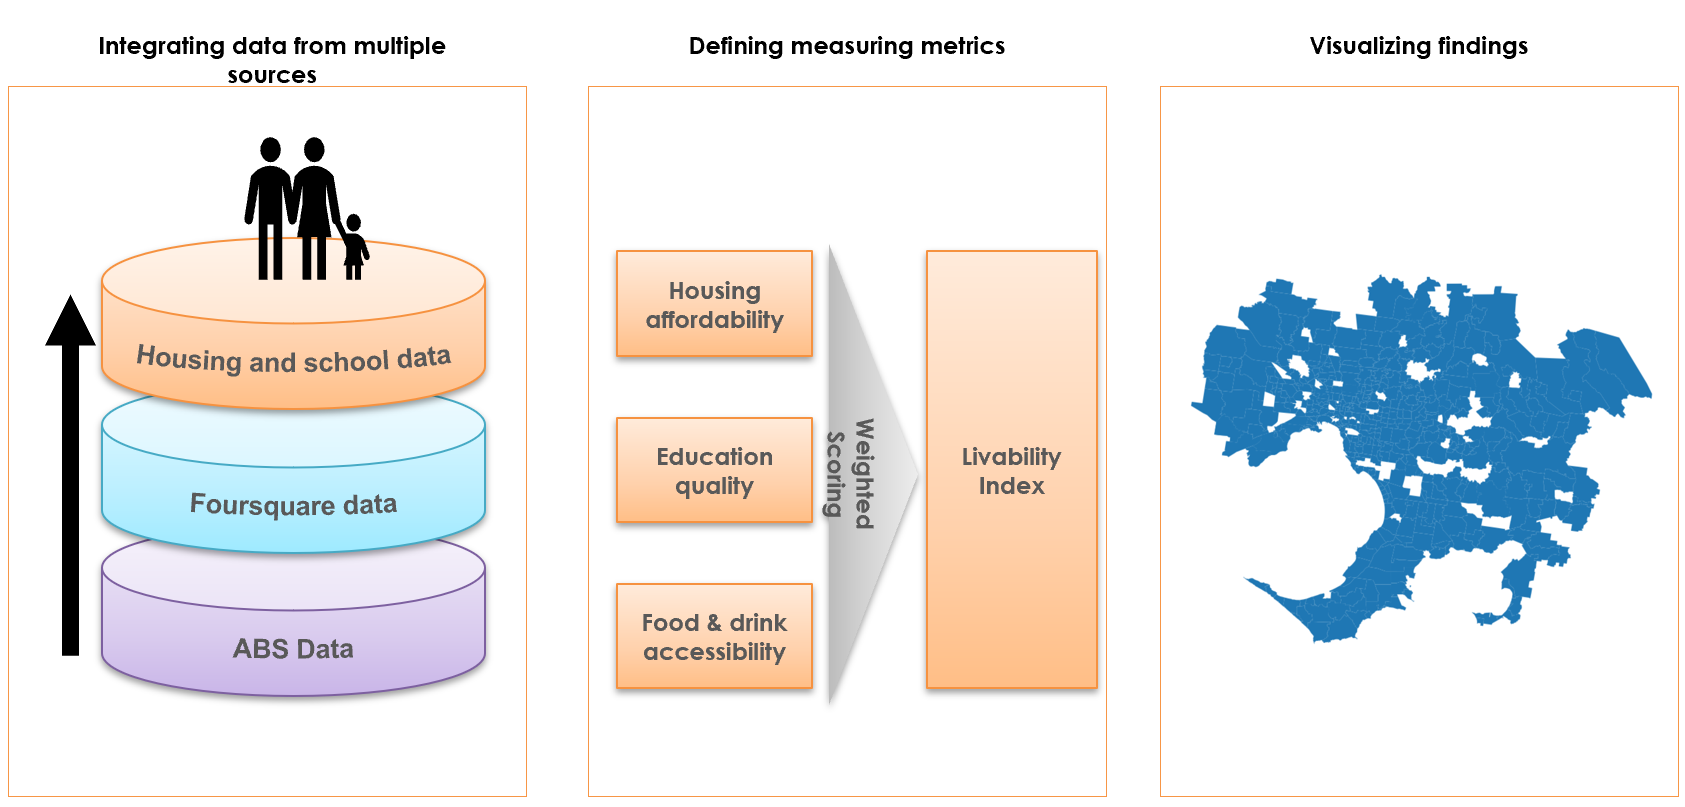 Integrating data from multiple
sources
Housing and school data
Foursquare data
ABS Data
Defining measuring metrics
Housing
affordability
Education
quality
Food & drink
accessibility
Weighted
Scoring
Livability
Index
Visualizing findings